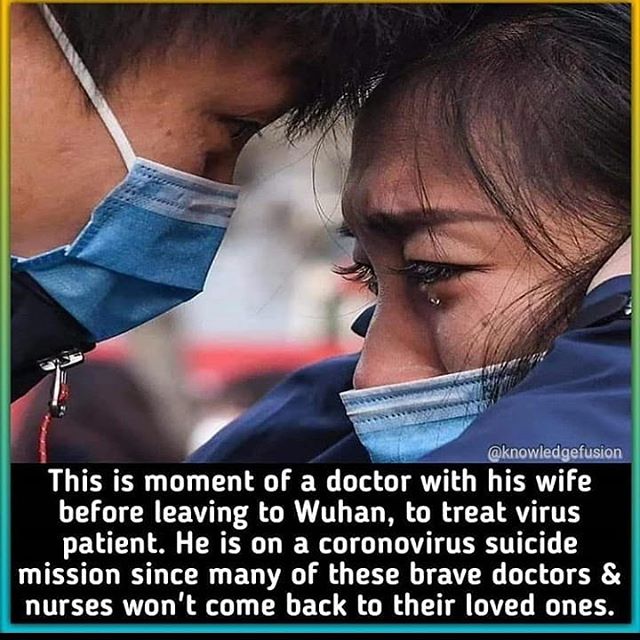 @knowledgefusion
This is moment of a doctor with his wife
before leaving to Wuhan, to treat virus
patient. He is on a coronovirus suicide
mission since many of these brave doctors &
nurses won't come back to their loved ones.